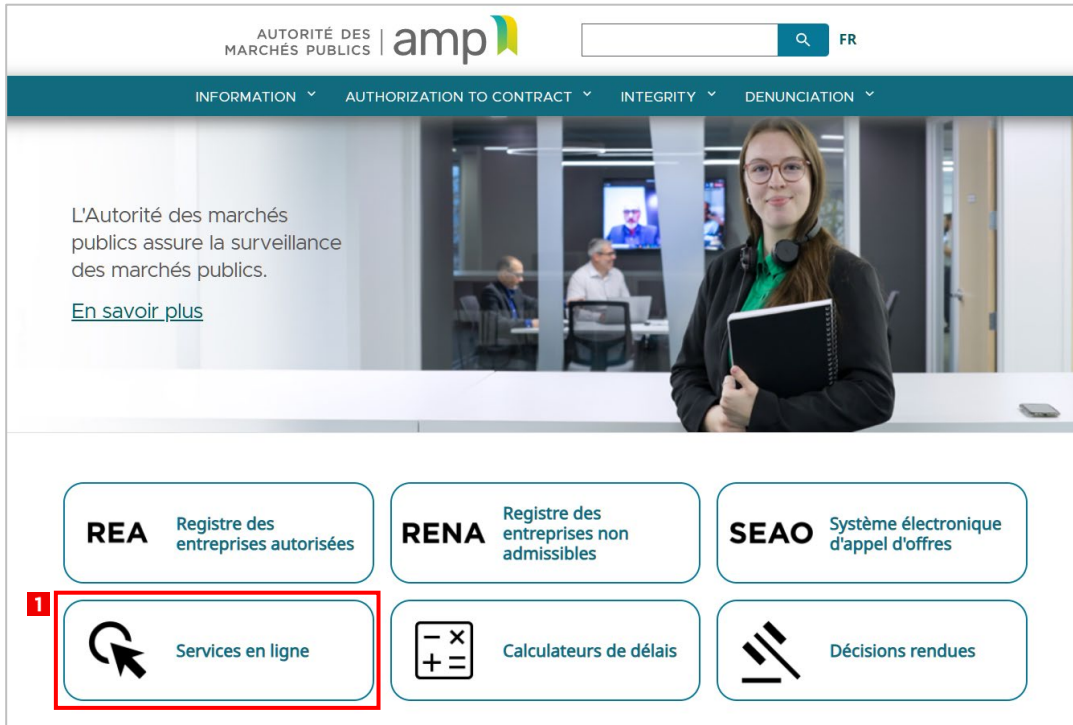 AUTORITÉ DES
MARCHÉS PUBLICS
amp
FR
INFORMATION AUTHORIZATION TO CONTRACT INTEGRITY DENUNCIATION
L'Autorité des marchés
publics assure la surveillance
des marchés publics.
En savoir plus
REA
Registre des
entreprises autorisées
RENA
Registre des
entreprises non
admissibles
SEAO
Système électronique
d'appel d'offres
1
Services en ligne
Calculateurs de délais
Décisions rendues